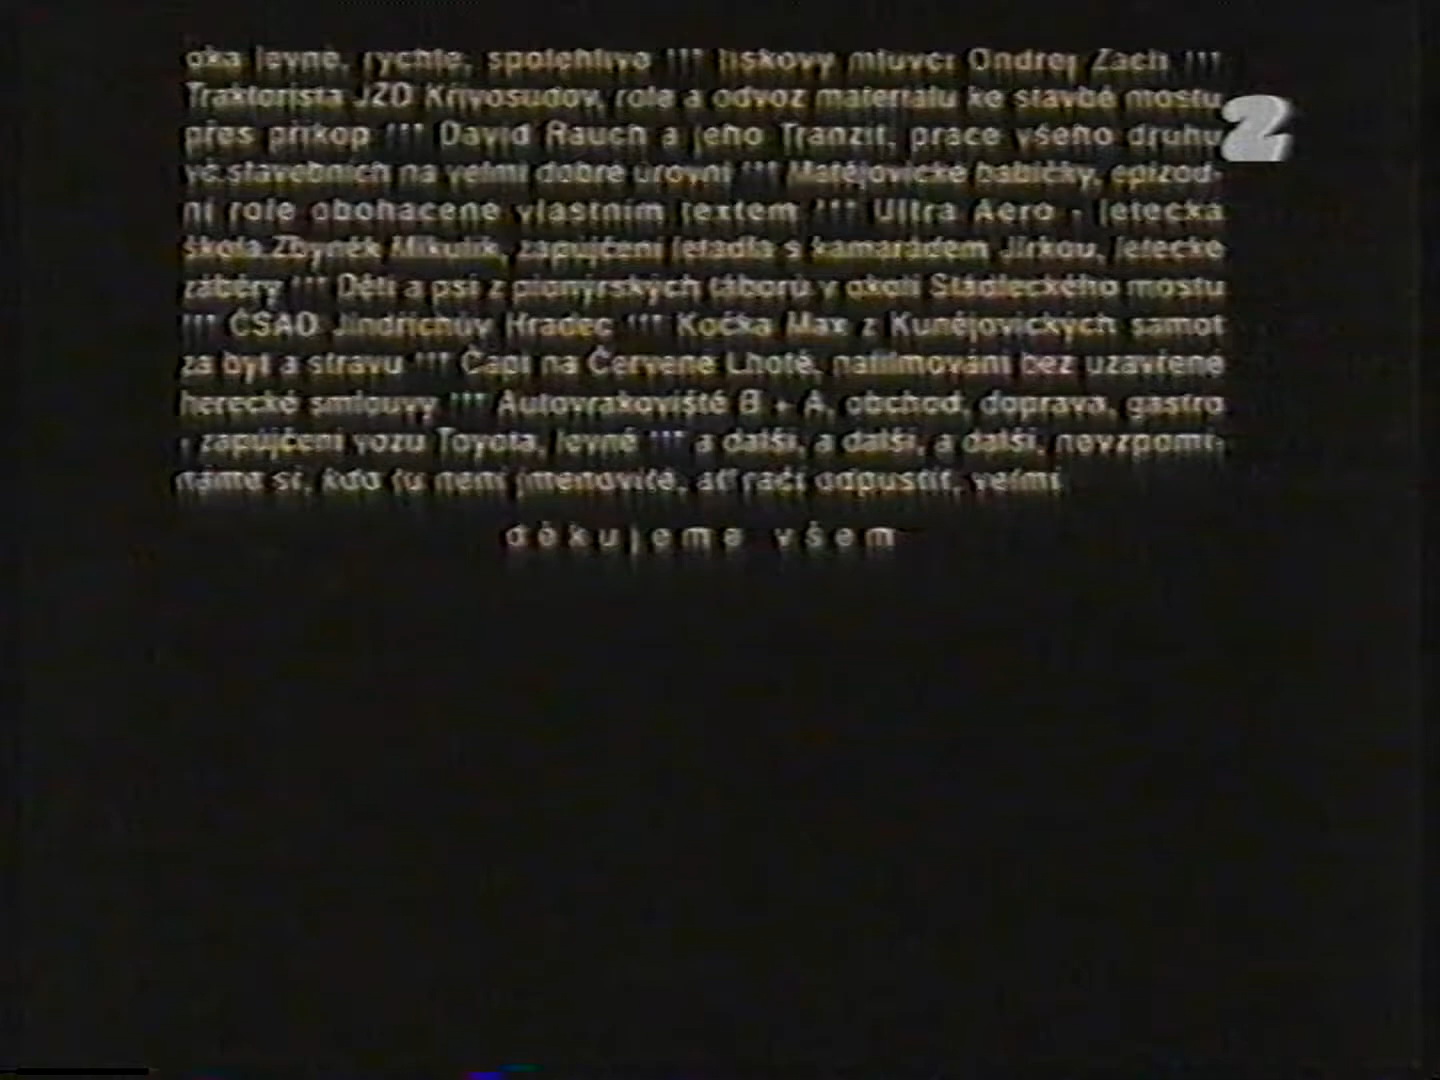 oka levně, rychle, spolehlivě !!! tiskový mluvčí Ondřej Zach !!!
Traktorista JZD Křivosudov, role a odvoz materiálu ke stavbě mostu
2
přes příkop !!! David Rauch a jeho Tranzit, práce všeho druhu
vč.stavebních na velmi dobré úrovni !!! Matějovické babičky, epizod-
ní role obohacené vlastním textem !!! Ultra Aero - letecká
škola Zbyněk Mikulík, zapůjčení letadla s kamarádem Jirkou, letecké
záběry !!! Děti a psi z pionýrských táborů v okolí Stádleckého mostu
!!! ČSAD Jindřichův Hradec !!! Kočka Max z Kunějovických samot
za byt a stravu !!! Čápi na Červené Lhotě, nafilmování bez uzavřené
herecké smlouvy !!! Autovrakoviště B + A, obchod, doprava, gastro
- zapůjčení vozu Toyota, levně !!! a další, a další, a další, nevzpomí-
náme si, kdo tu není jmenovitě, ať ráčí odpustit, velmi
děkujeme všem